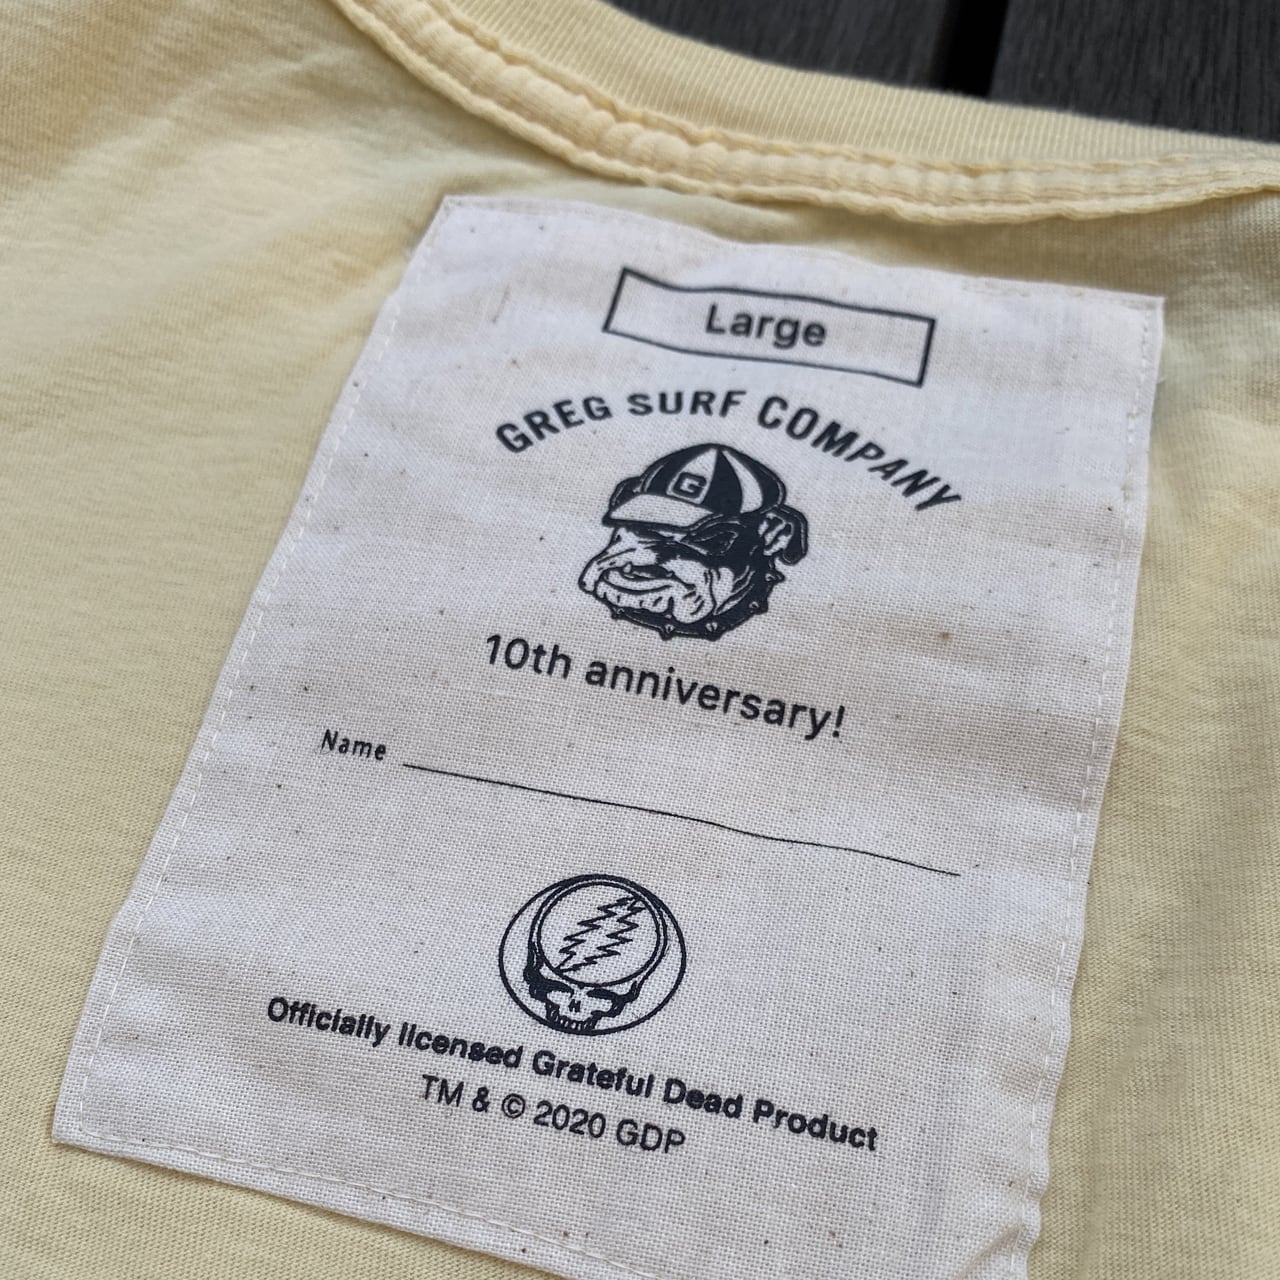 Large
GREG SURF COMPANY
G
10th anniversary!
Name
Officially licensed Grateful Dead Product
TM & © 2020 GDP